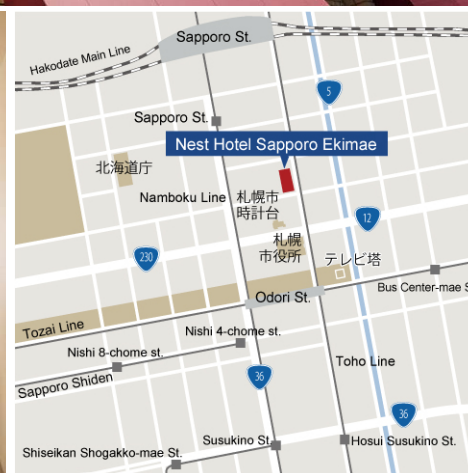 Sapporo St.
Hakodate Main Line
5
Sapporo St.
Nest Hotel Sapporo Ekimae
北海道庁
Namboku Line
札幌市
時計台
12
札幌
市役所
230
テレビ塔
Bus Center-mae S
Odori St.
Tozai Line
Nishi 4-chome st.
Nishi 8-chome st.
Toho Line
Sapporo Shiden
36
36
Susukino St.
Hosui Susukino St.
Shiseikan Shogakko-mae St.